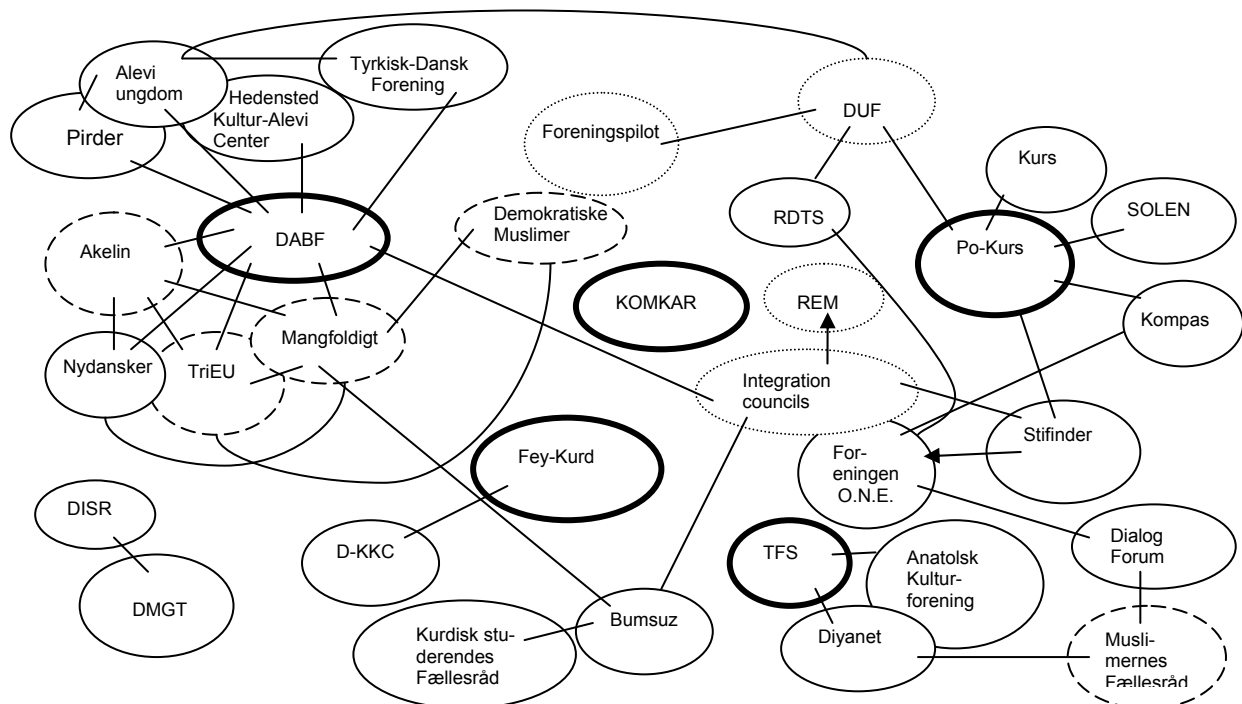 Alevi
ungdom
Tyrkisk-Dansk
Forening
Hedensted
Kultur-Alevi
Center
Pirder
DUF
Foreningspilot
Kurs
SOLEN
RDTS
Demokratiske
Muslimer
DABF
Akelin
Po-Kurs
KOMKAR
REM
Kompas
Mangfoldigt
Nydansker
TriEU
Integration
councils
Stifinder
Fey-Kurd
For-
eningen
O.N.E.
DISR
D-KKC
TFS
Anatolsk
Kultur-
forening
Dialog
Forum
DMGT
Bumsuz
Kurdisk stu-
derendes
Fællesråd
Diyanet
Musli-
mernes
Fællesråd